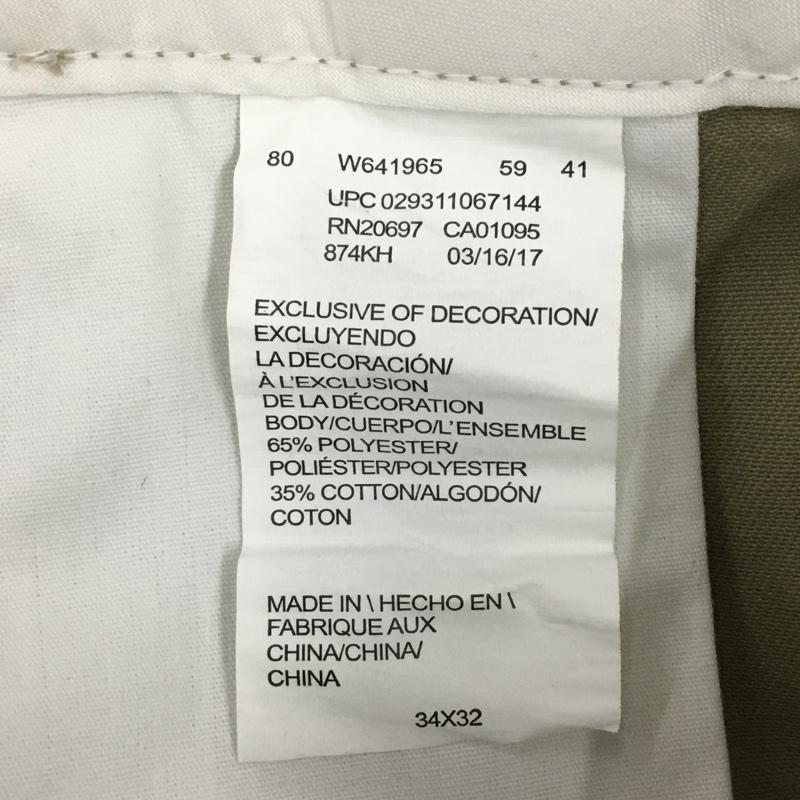 80 W641965 59 41
UPC 029311067144
RN20697 CA01095
874KH 03/16/17
EXCLUSIVE OF DECORATION/
EXCLUYENDO
LA DECORACIÓN/
À L'EXCLUSION
DE LA DÉCORATION
BODY/CUERPO/L'ENSEMBLE
65% POLYESTER/
POLIÉSTER/POLYESTER
35% COTTON/ALGODÓN/
COTON
MADE IN \ HECHO EN \
FABRIQUE AUX
CHINA/CHINA/
CHINA
34X32